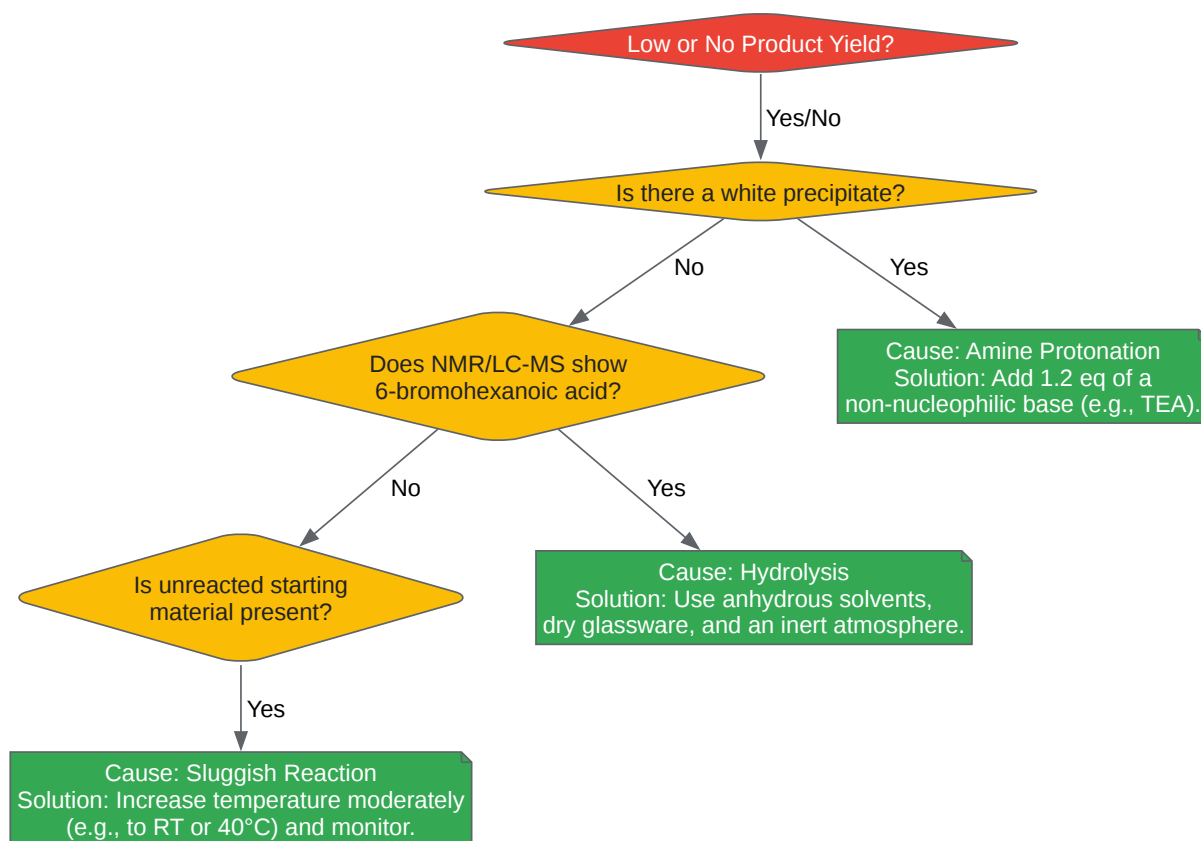 Low or No Product Yield?
Yes/No
Is there a white precipitate?
No
Yes
Does NMR/LC-MS show
6-bromohexanoic acid?
Cause: Amine Protonation
Solution: Add 1.2 eq of a
non-nucleophilic base (e.g., TEA).
No
Yes
Is unreacted starting
material present?
Cause: Hydrolysis
Solution: Use anhydrous solvents,
dry glassware, and an inert atmosphere.
Yes
Cause: Sluggish Reaction
Solution: Increase temperature moderately
(e.g., to RT or 40°C) and monitor.